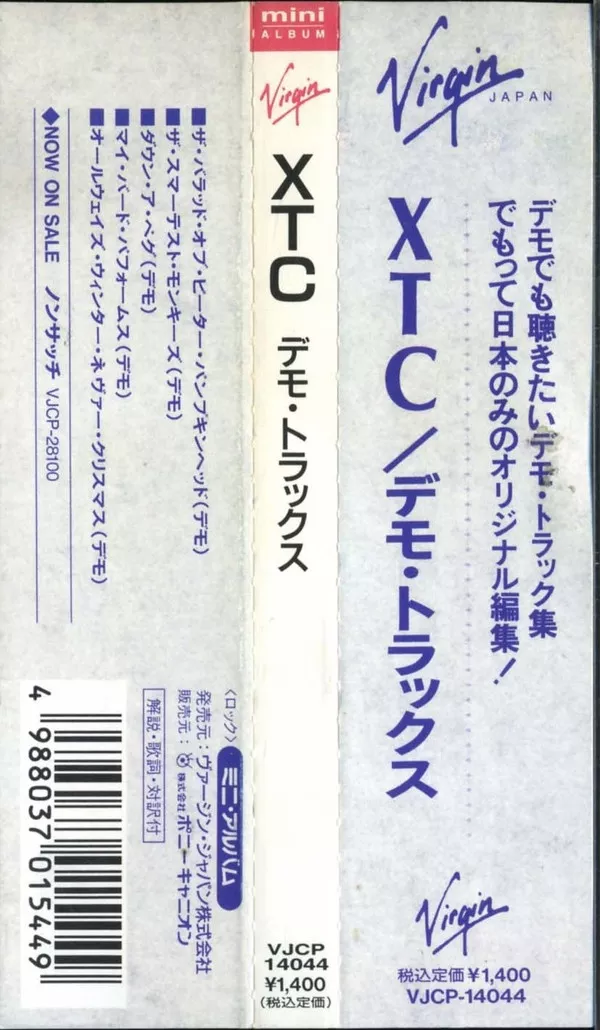 Virgin
JAPAN
デモでも聴きたいデモ・トラック集
でもって日本のみのオリジナル編集!
XTC/デモ・トラックス
Virgin
税込定価¥1,400
VJCP-14044
mini
ALBUM
Virgin
XTC デモ・トラックス
VJCP
14044
¥1,400
(税込定価)
■ザ・バラッド・オブ・ピーター・パンプキンヘッド(デモ)
■ザ・スマーテスト・モンキーズ(デモ)
■ダウン・ア・ペグ(デモ)
■マイ・バード・パフォームス(デモ)
■オールウェイズ・ウィンター・ネヴァー・クリスマス(デモ)
◆NOW ON SALE ノンサッチ VJCP-28100
〈ロック〉 ミニ・アルバム
発売元:ヴァージン・ジャパン株式会社
販売元:株式会社ポニーキャニオン
解説・歌詞・対訳付
4 988037 015449